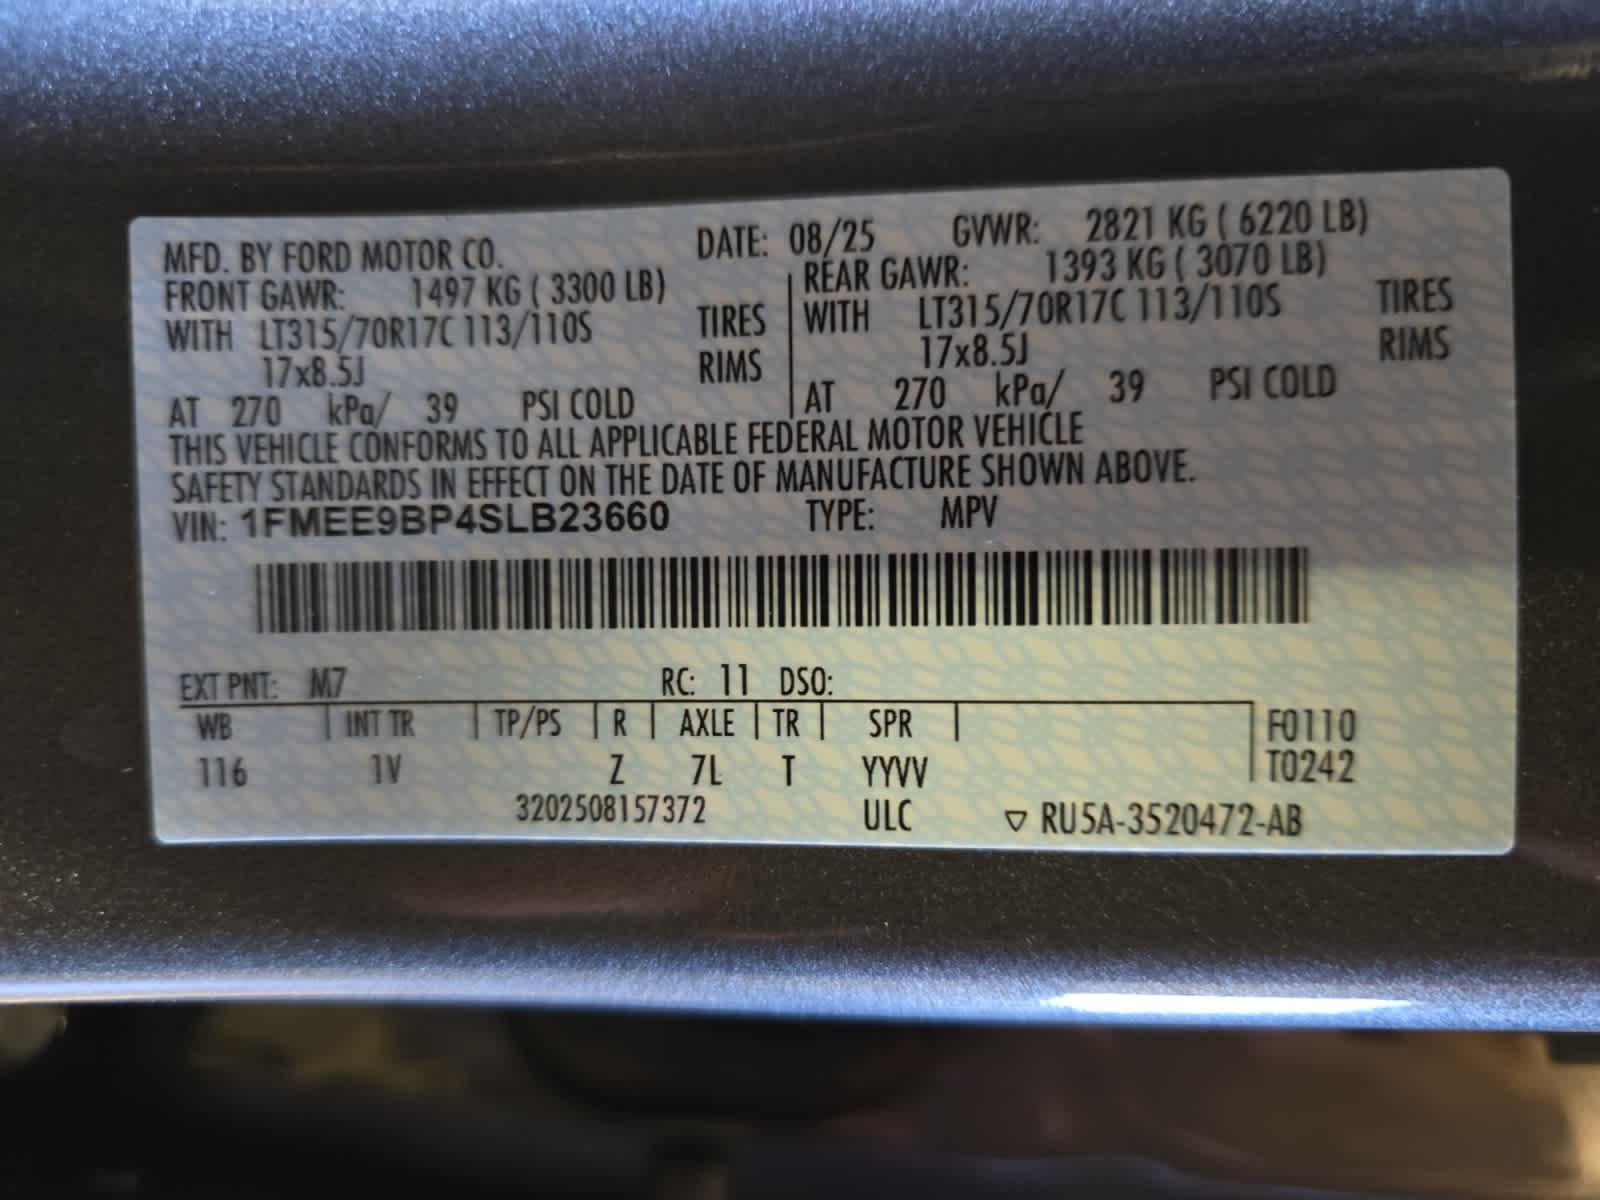 MFD. BY FORD MOTOR CO. DATE: 08/25 GVWR: 2821 KG ( 6220 LB)
FRONT GAWR: 1497 KG ( 3300 LB) REAR GAWR: 1393 KG ( 3070 LB)
WITH LT315/70R17C 113/110S TIRES WITH LT315/70R17C 113/110S TIRES
17x8.5J RIMS 17x8.5J RIMS
AT 270 kPa/ 39 PSI COLD AT 270 kPa/ 39 PSI COLD
THIS VEHICLE CONFORMS TO ALL APPLICABLE FEDERAL MOTOR VEHICLE
SAFETY STANDARDS IN EFFECT ON THE DATE OF MANUFACTURE SHOWN ABOVE.
VIN: 1FMEE9BP4SLB23660 TYPE: MPV
EXT PNT: M7 RC: 11 DSO:
WB INT TR TP/PS R AXLE TR SPR F0110
116 1V Z 7L T YYVV T0242
3202508157372 ULC ▽ RU5A-3520472-AB